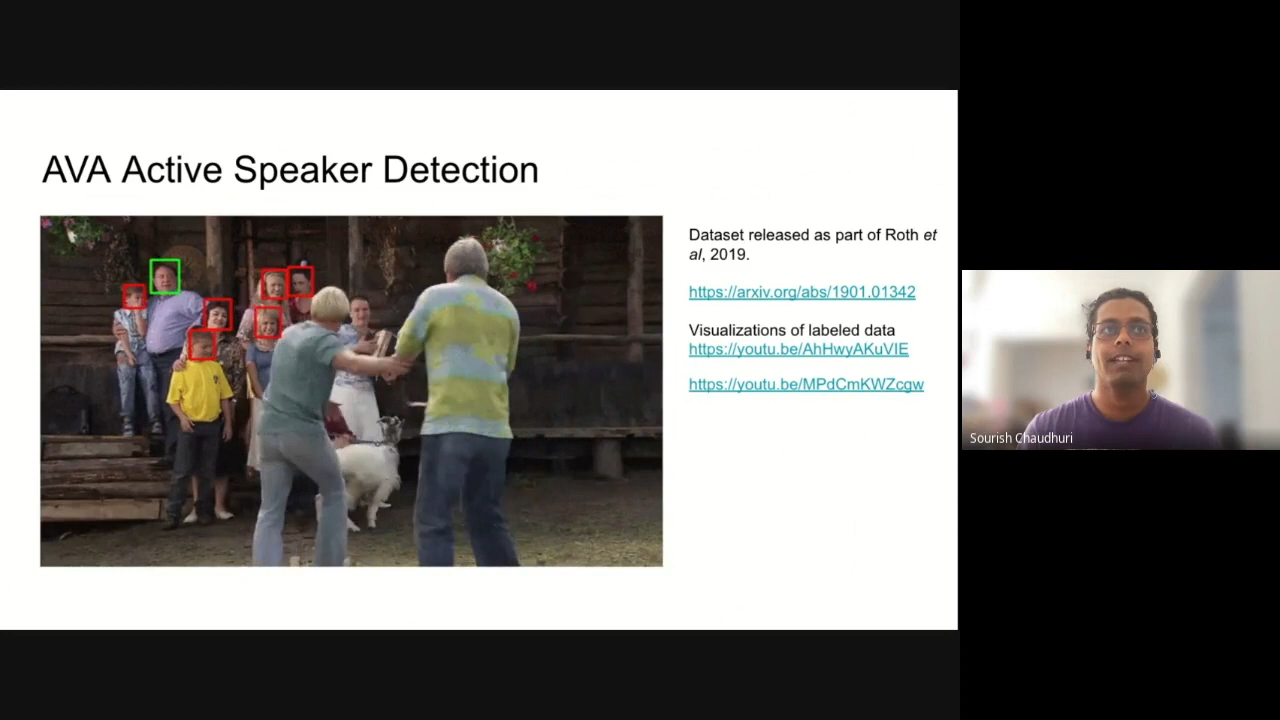 AVA Active Speaker Detection
Dataset released as part of Roth et
al, 2019.
https://arxiv.org/abs/1901.01342
Visualizations of labeled data
https://youtu.be/AhHwyAKuVIE
https://youtu.be/MPdCmKWZcgw
Sourish Chaudhuri